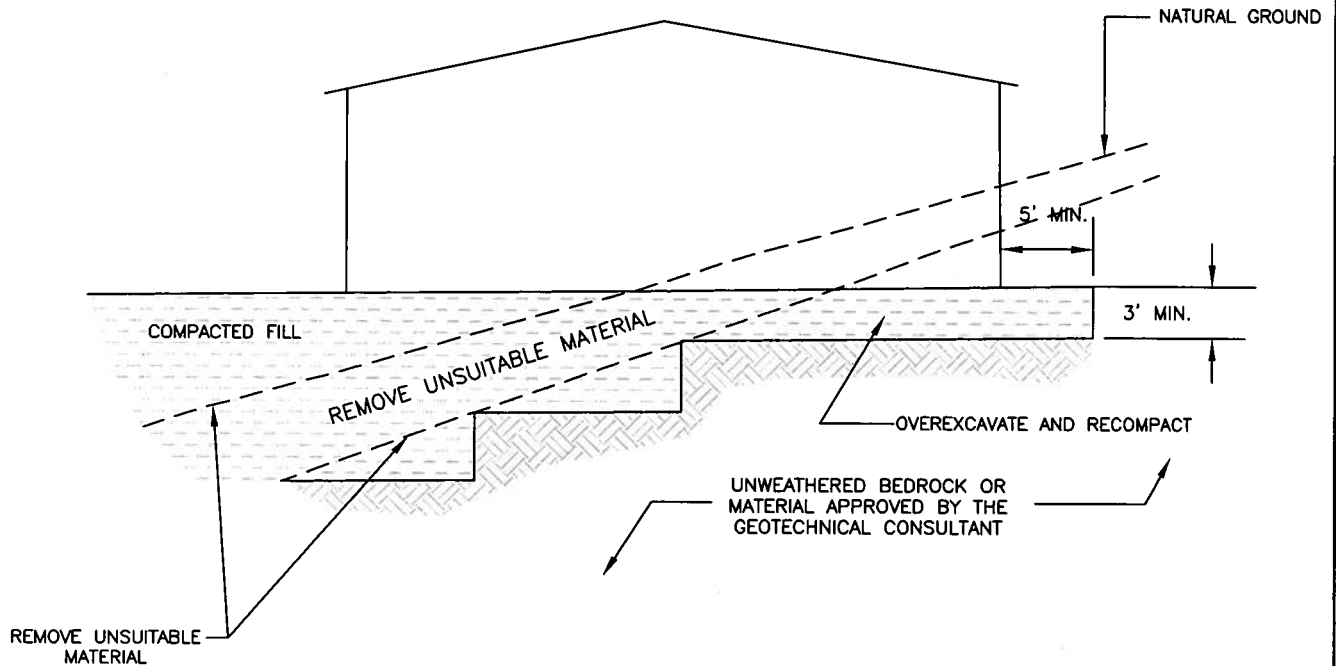 NATURAL GROUND
5' MIN.
COMPACTED FILL
3' MIN.
REMOVE UNSUITABLE MATERIAL
OVEREXCAVATE AND RECOMPACT
UNWEATHERED BEDROCK OR
MATERIAL APPROVED BY THE
GEOTECHNICAL CONSULTANT
REMOVE UNSUITABLE
MATERIAL